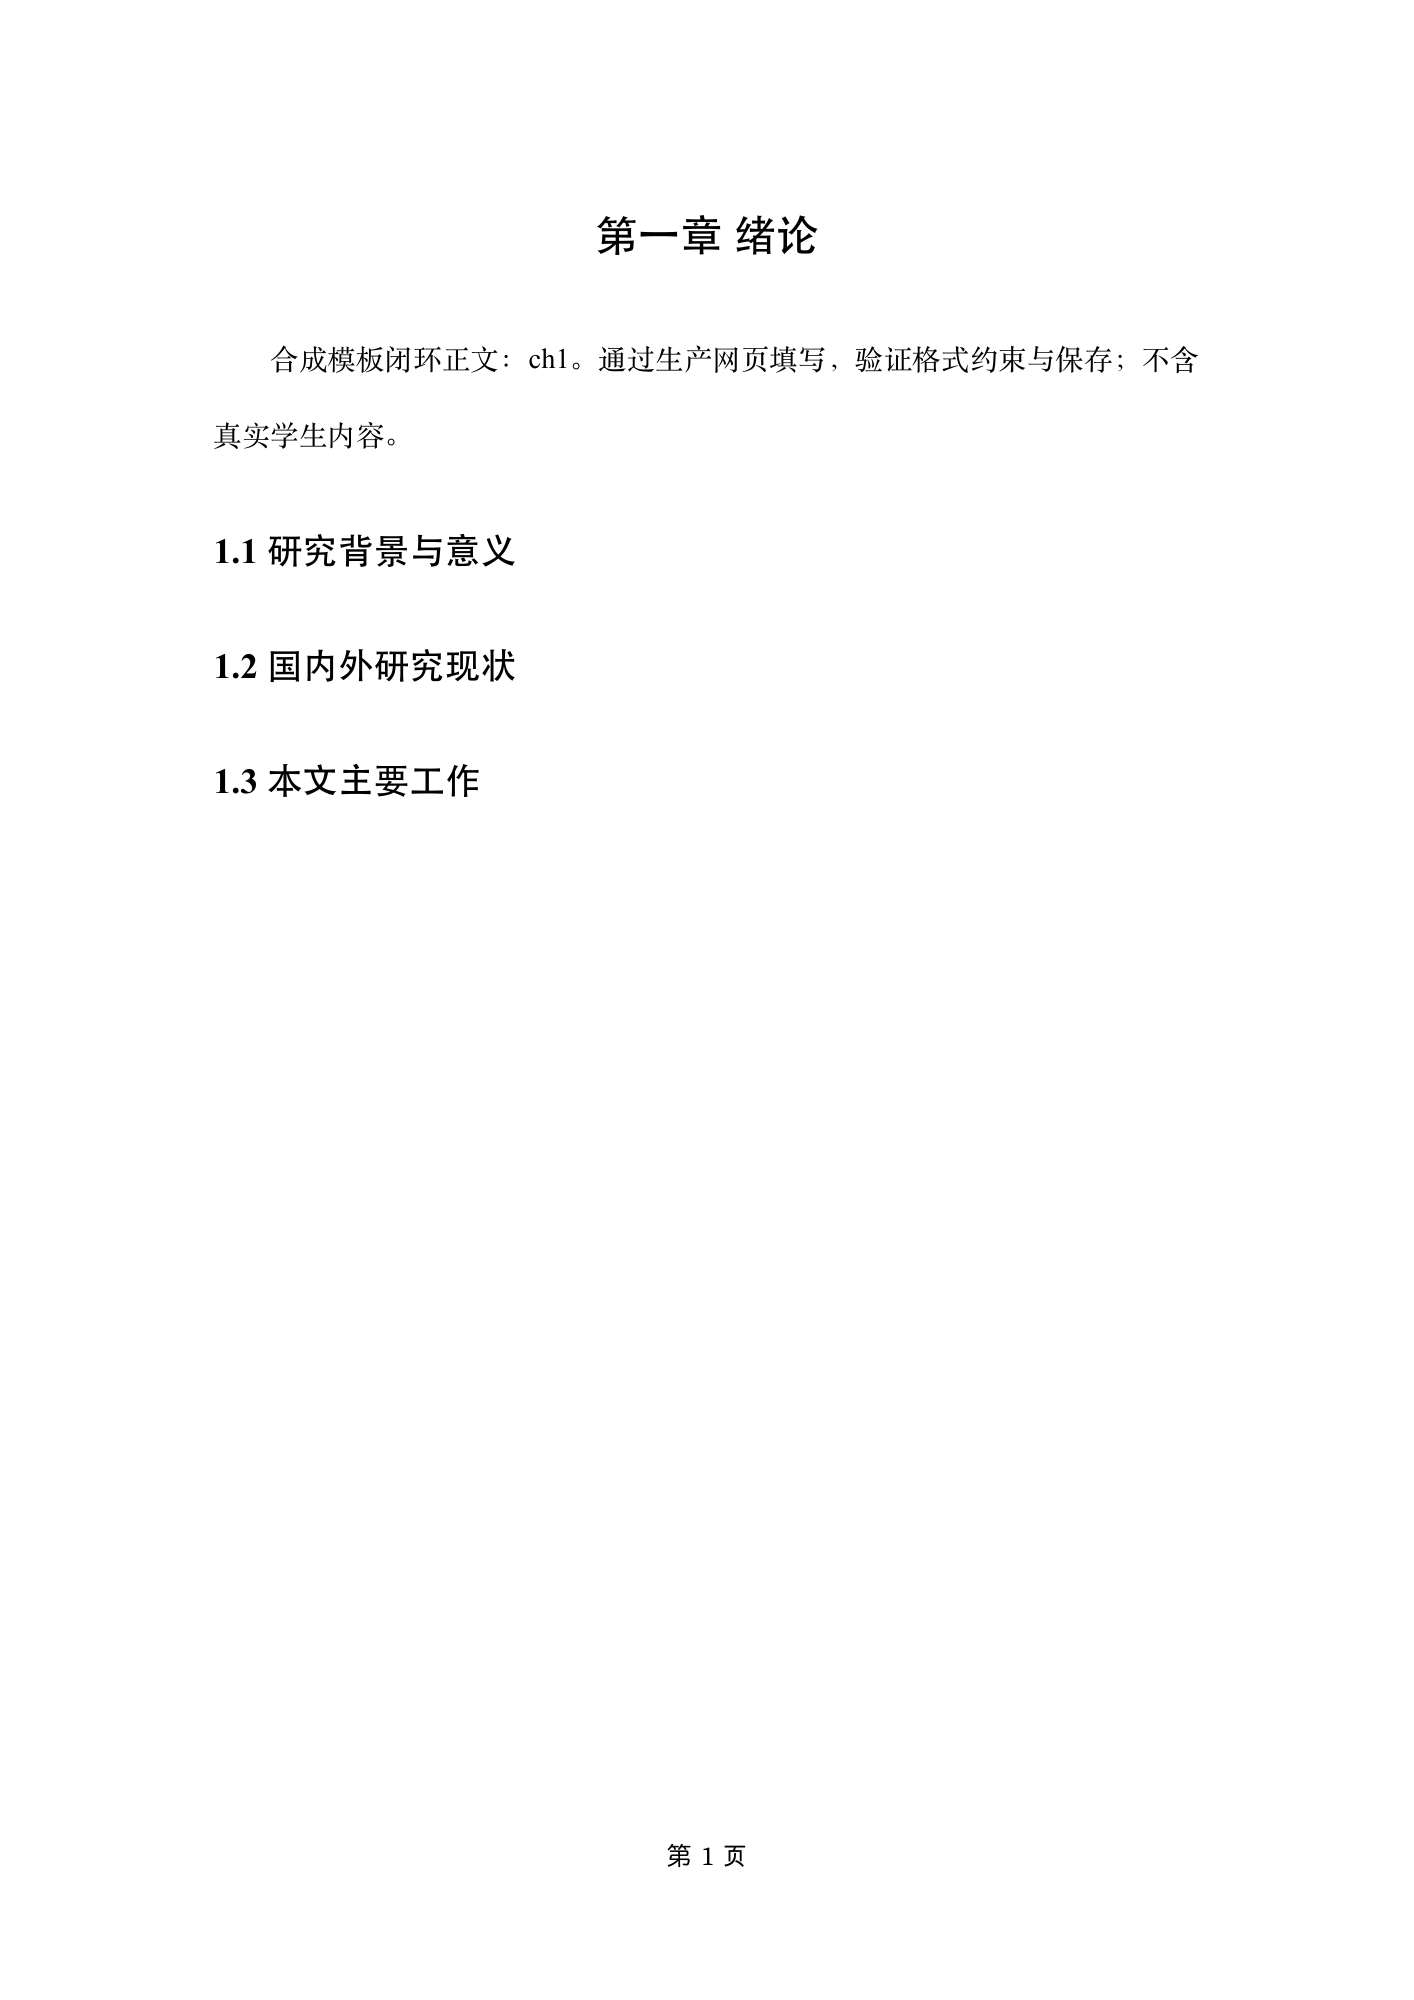 第一章 绪论
合成模板闭环正文：ch1。通过生产网页填写，验证格式约束与保存；不含
真实学生内容。
1.1 研究背景与意义
1.2 国内外研究现状
1.3 本文主要工作
第 1 页